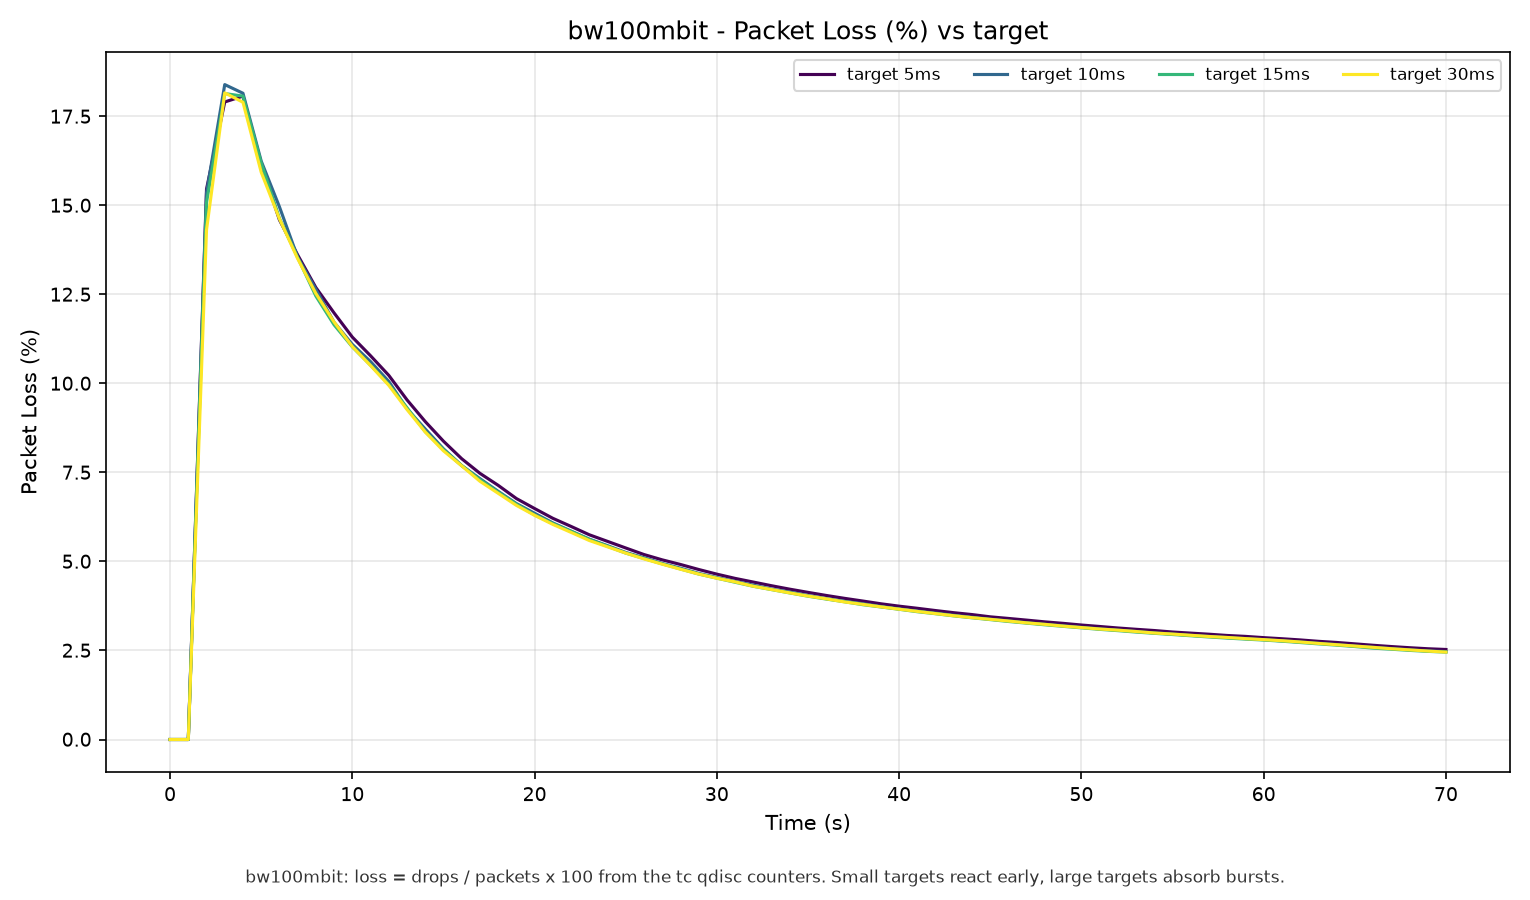 bw100mbit - Packet Loss (%) vs target
target 5ms target 10ms target 15ms target 30ms
Packet Loss (%)
17.5
15.0
12.5
10.0
7.5
5.0
2.5
0.0
0 10 20 30 40 50 60 70
Time (s)
bw100mbit: loss = drops / packets x 100 from the tc qdisc counters. Small targets react early, large targets absorb bursts.